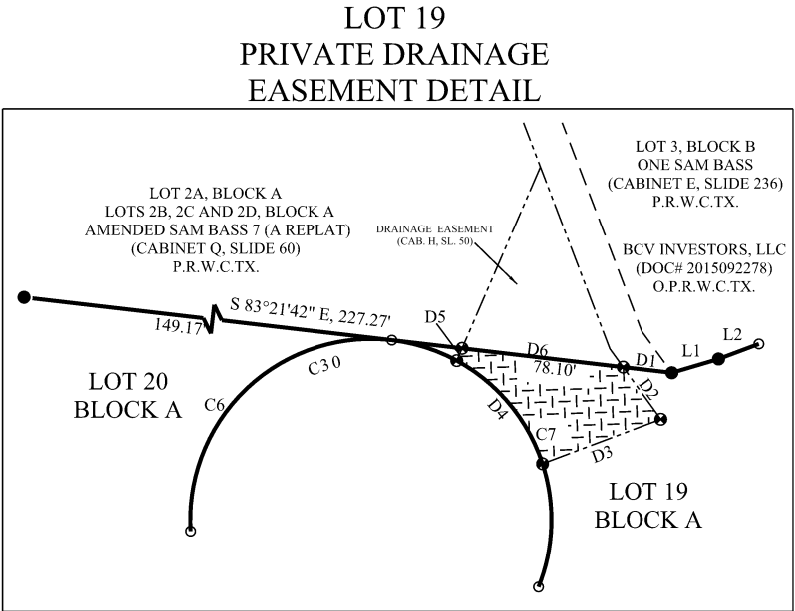 LOT 19
PRIVATE DRAINAGE
EASEMENT DETAIL
LOT 3, BLOCK B
ONE SAM BASS
(CABINET E, SLIDE 236)
P.R.W.C.TX.
LOT 2A, BLOCK A
LOTS 2B, 2C AND 2D, BLOCK A
AMENDED SAM BASS 7 (A REPLAT)
(CABINET Q, SLIDE 60)
P.R.W.C.TX.
DRAINAGE EASEMENT
(CAB. H, SL. 50)
BCV INVESTORS, LLC
(DOC# 2015092278)
O.P.R.W.C.TX.
S 83°21'42" E, 227.27'
149.17'
D5
D6
78.10'
D1
L1
L2
C30
D2
LOT 20
BLOCK A
C6
D4
C7
D3
LOT 19
BLOCK A